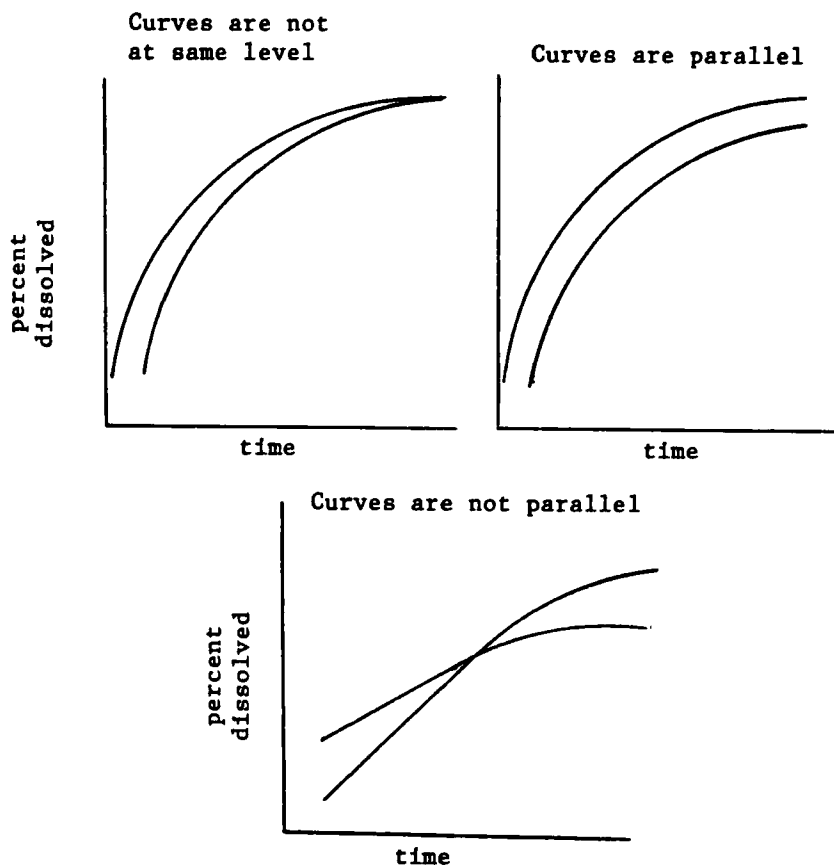 Curves are not
at same level
percent
dissolved
time
Curves are parallel
time
Curves are not parallel
percent
dissolved
time